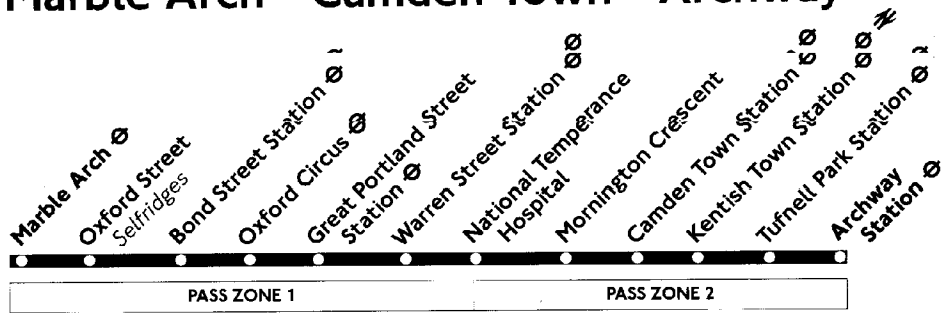 Marble Arch - Camden Town - Archway
Marble Arch
Oxford Street
Selfridges
Bond Street Station
Oxford Circus
Great Portland Street
Station
Warren Street Station
National Temperance
Hospital
Mornington Crescent
Camden Town Station
Kentish Town Station
Tufnell Park Station
Archway
Station
PASS ZONE 1
PASS ZONE 2